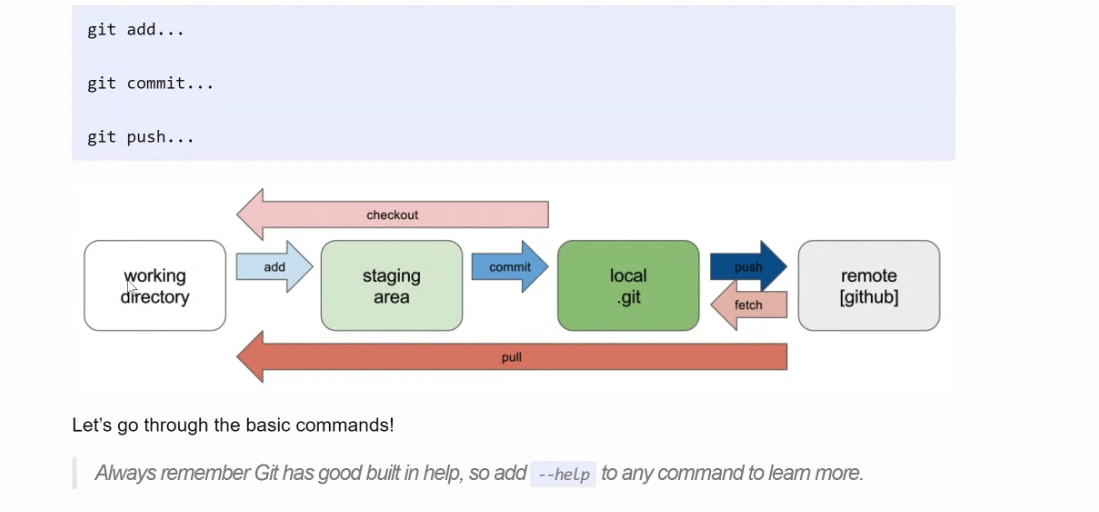 git add...
git commit...
git push...
checkout
working
directory
add
staging
area
commit
local
.git
push
fetch
remote
[github]
pull
Let's go through the basic commands!
Always remember Git has good built in help, so add --help to any command to learn more.